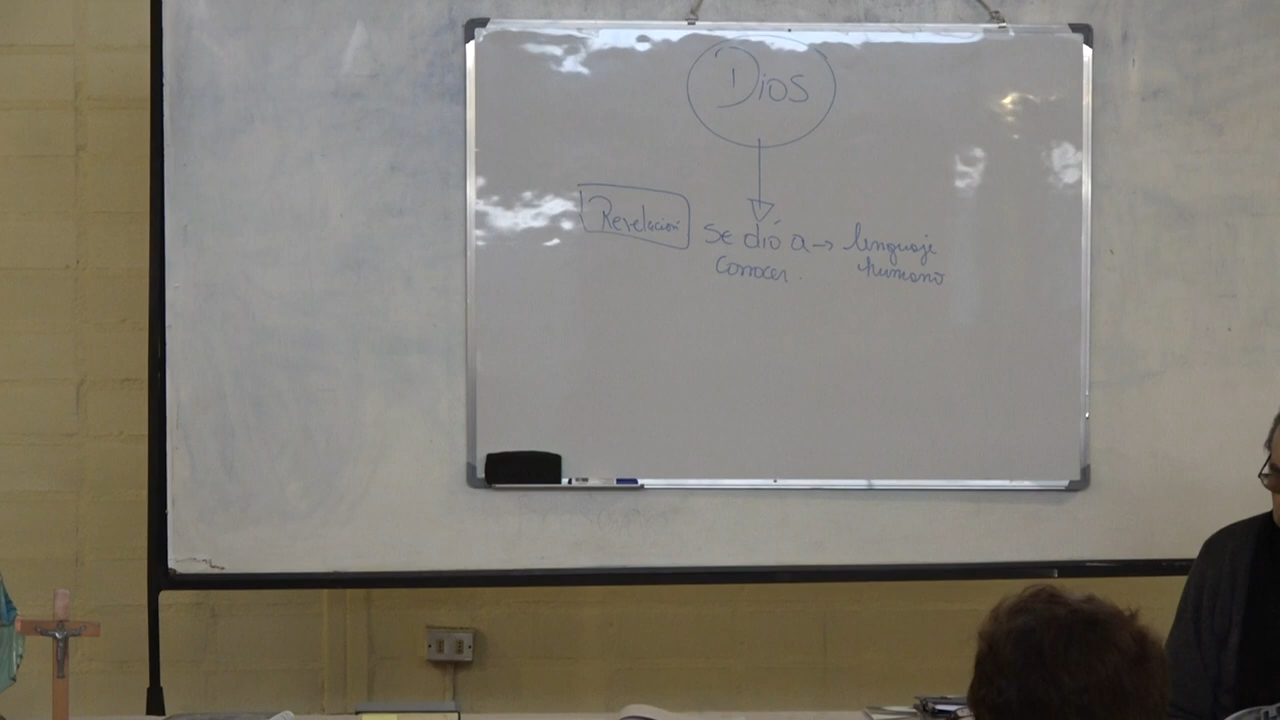 Dios
Revelación se dió a → lenguaje
conocer. humano